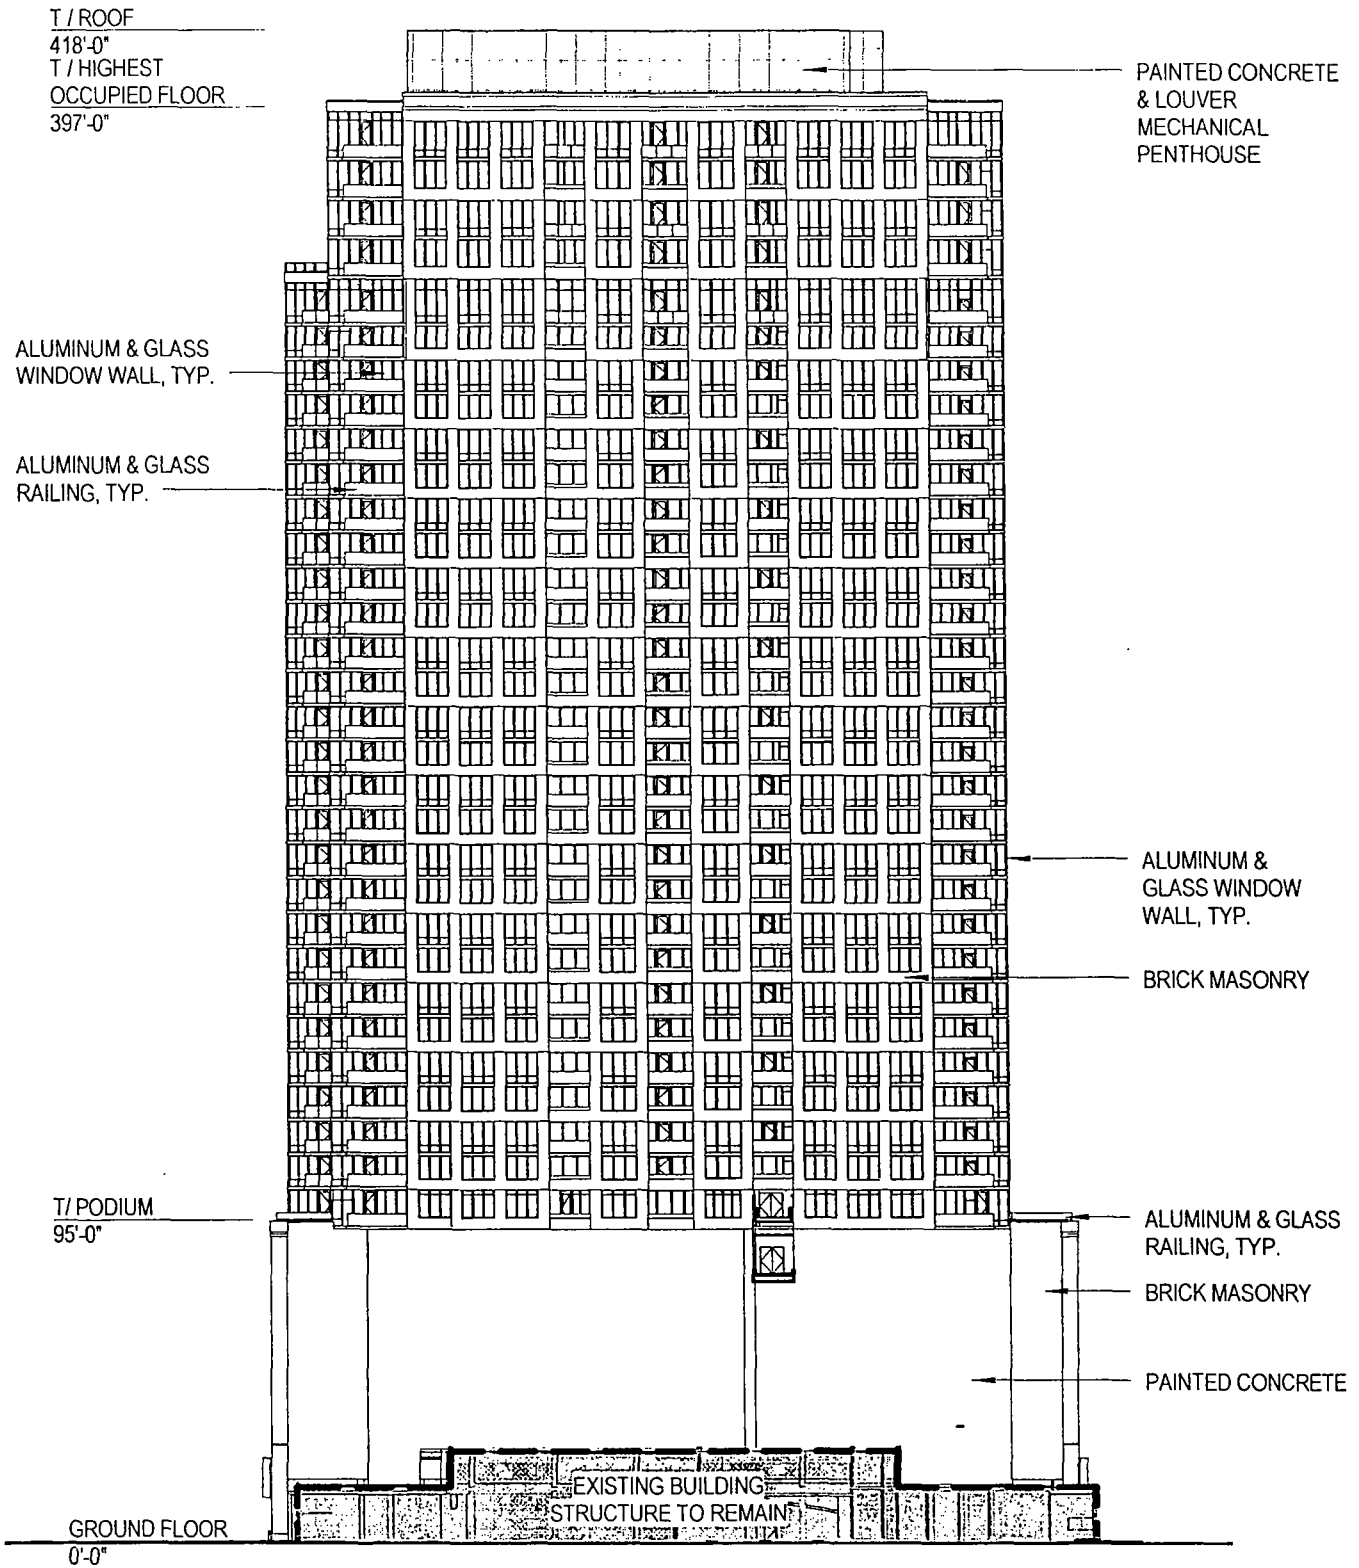 T / ROOF
418'-0"
T / HIGHEST
OCCUPIED FLOOR
397'-0"
PAINTED CONCRETE
& LOUVER
MECHANICAL
PENTHOUSE
ALUMINUM & GLASS
WINDOW WALL, TYP.
ALUMINUM & GLASS
RAILING, TYP.
ALUMINUM &
GLASS WINDOW
WALL, TYP.
BRICK MASONRY
T/ PODIUM
95'-0"
ALUMINUM & GLASS
RAILING, TYP.
BRICK MASONRY
PAINTED CONCRETE
EXISTING BUILDING
STRUCTURE TO REMAIN
GROUND FLOOR
0'-0"